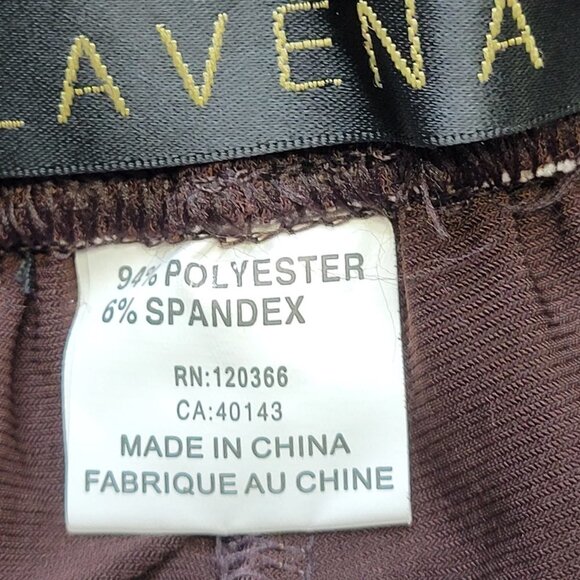 LAVENA
94% POLYESTER
6% SPANDEX
RN:120366
CA:40143
MADE IN CHINA
FABRIQUE AU CHINE